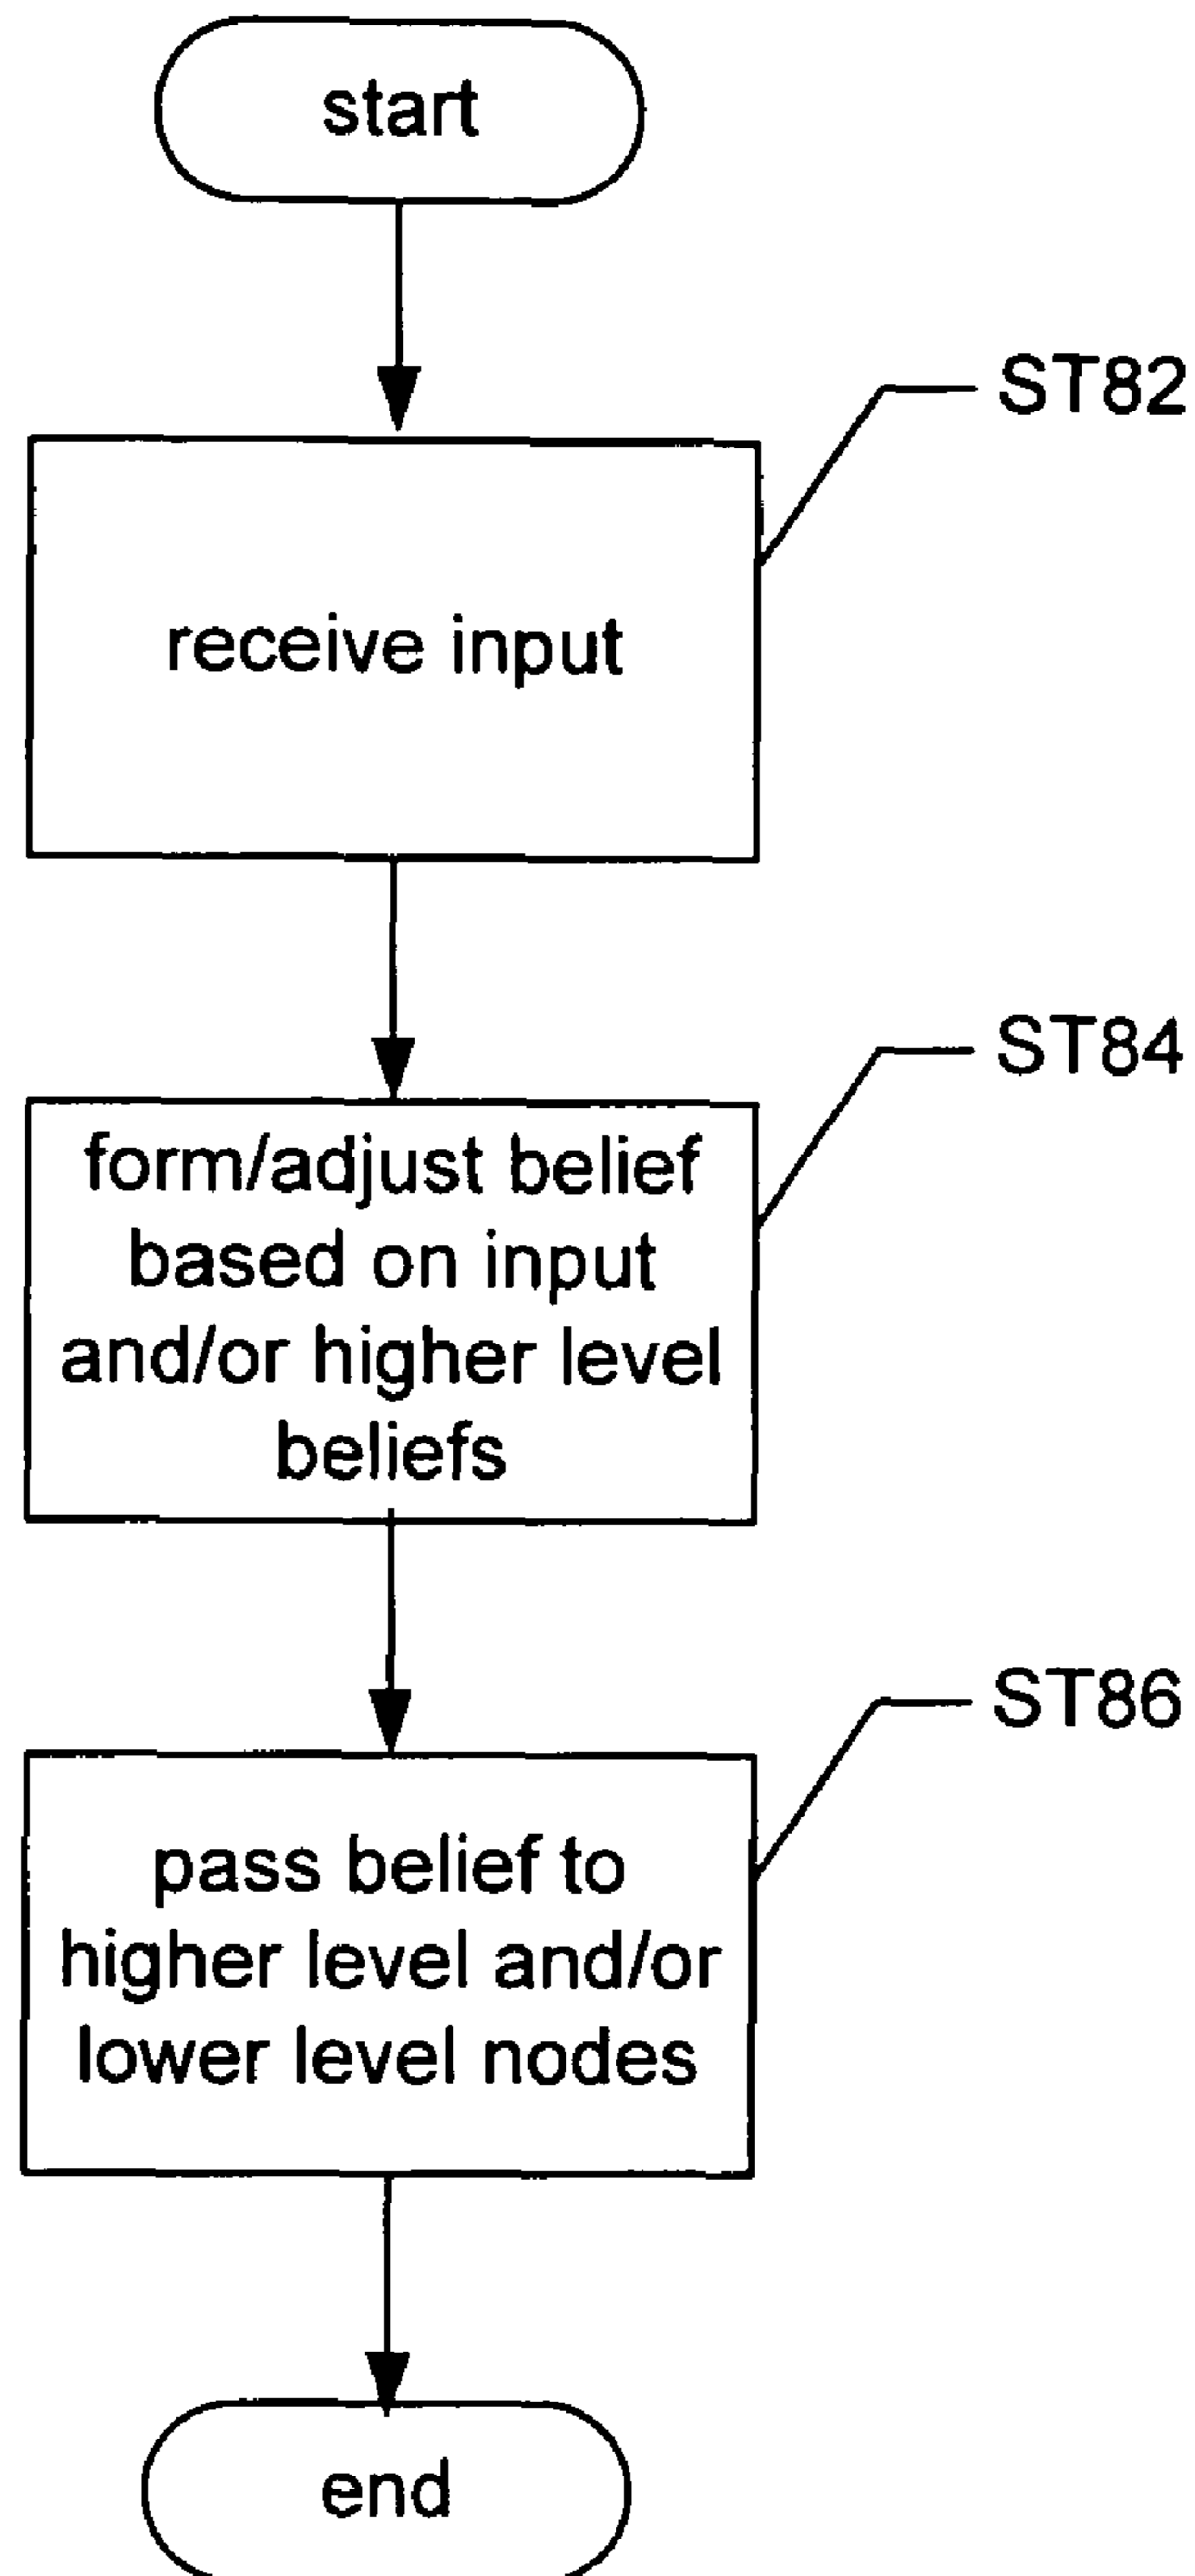 start
ST82
receive input
ST84
form/adjust belief
based on input
and/or higher level
beliefs
ST86
pass belief to
higher level and/or
lower level nodes
end